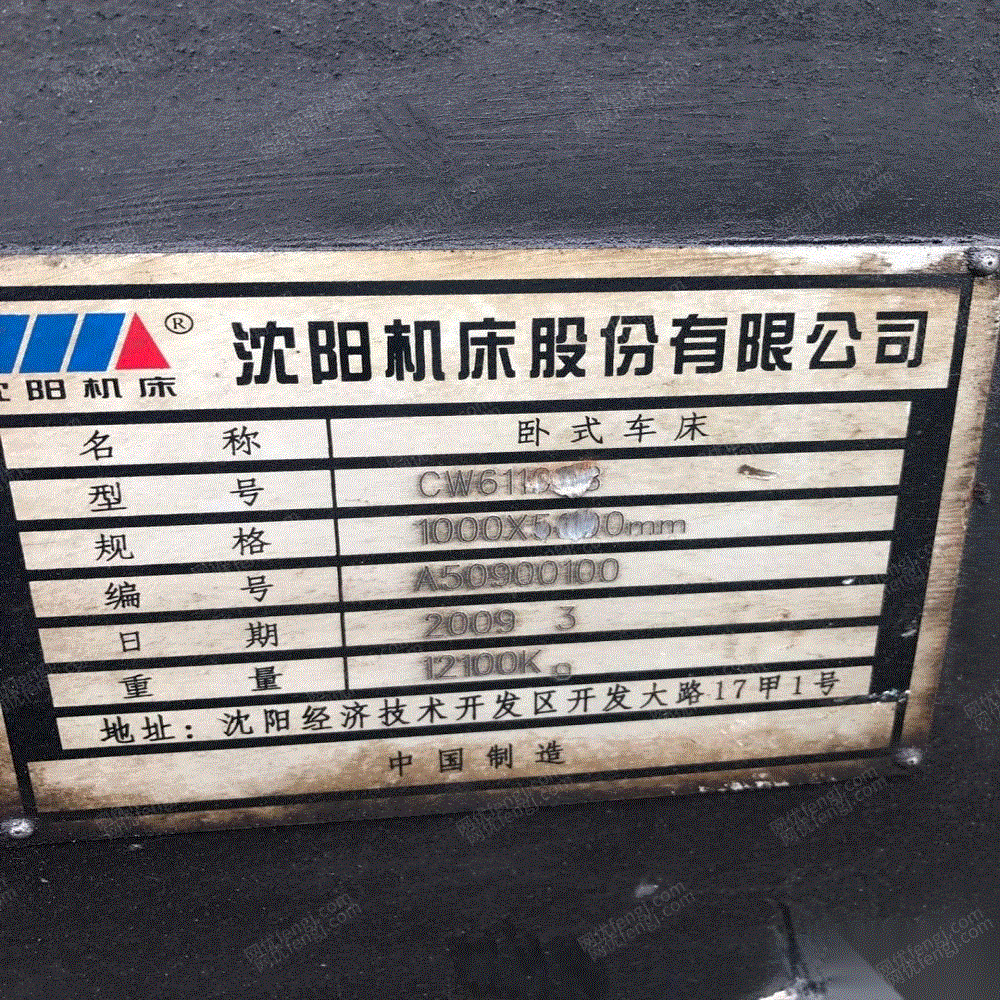 沈阳机床股份有限公司
®
阳机床
名称 卧式车床
型号
规格
编号 A50900100
日期 2009 3
重量 12100Kg
地址：沈阳经济技术开发区开发大路17甲1号
中国制造